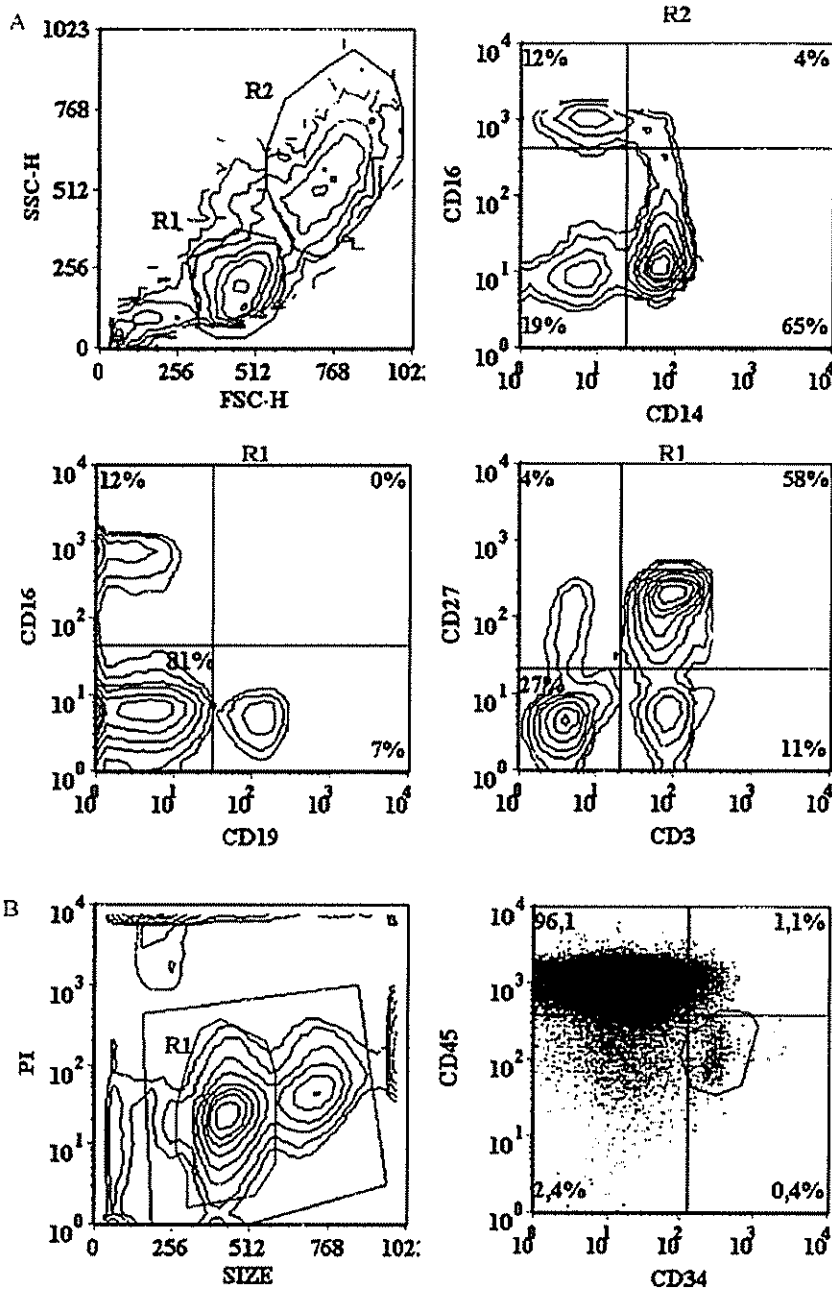 A
R2
1023
768
512
256
0
SSC-H
R2
R1
0 256 512 768 102:
FSC-H
10^4
10^3
10^2
10^1
10^0
CD16
12% 4%
19% 65%
10^0 10^1 10^2 10^3 10^4
CD14
R1
10^4
10^3
10^2
10^1
10^0
CD16
12% 0%
81%
7%
10^0 10^1 10^2 10^3 10^4
CD19
R1
10^4
10^3
10^2
10^1
10^0
CD27
4% 58%
27%
11%
10^0 10^1 10^2 10^3 10^4
CD3
B
10^4
10^3
10^2
10^1
10^0
PI
R1
0 256 512 768 102:
SIZE
10^4
10^3
10^2
10^1
10^0
CD45
96,1 1,1%
2,4% 0,4%
10^0 10^1 10^2 10^3 10^4
CD34